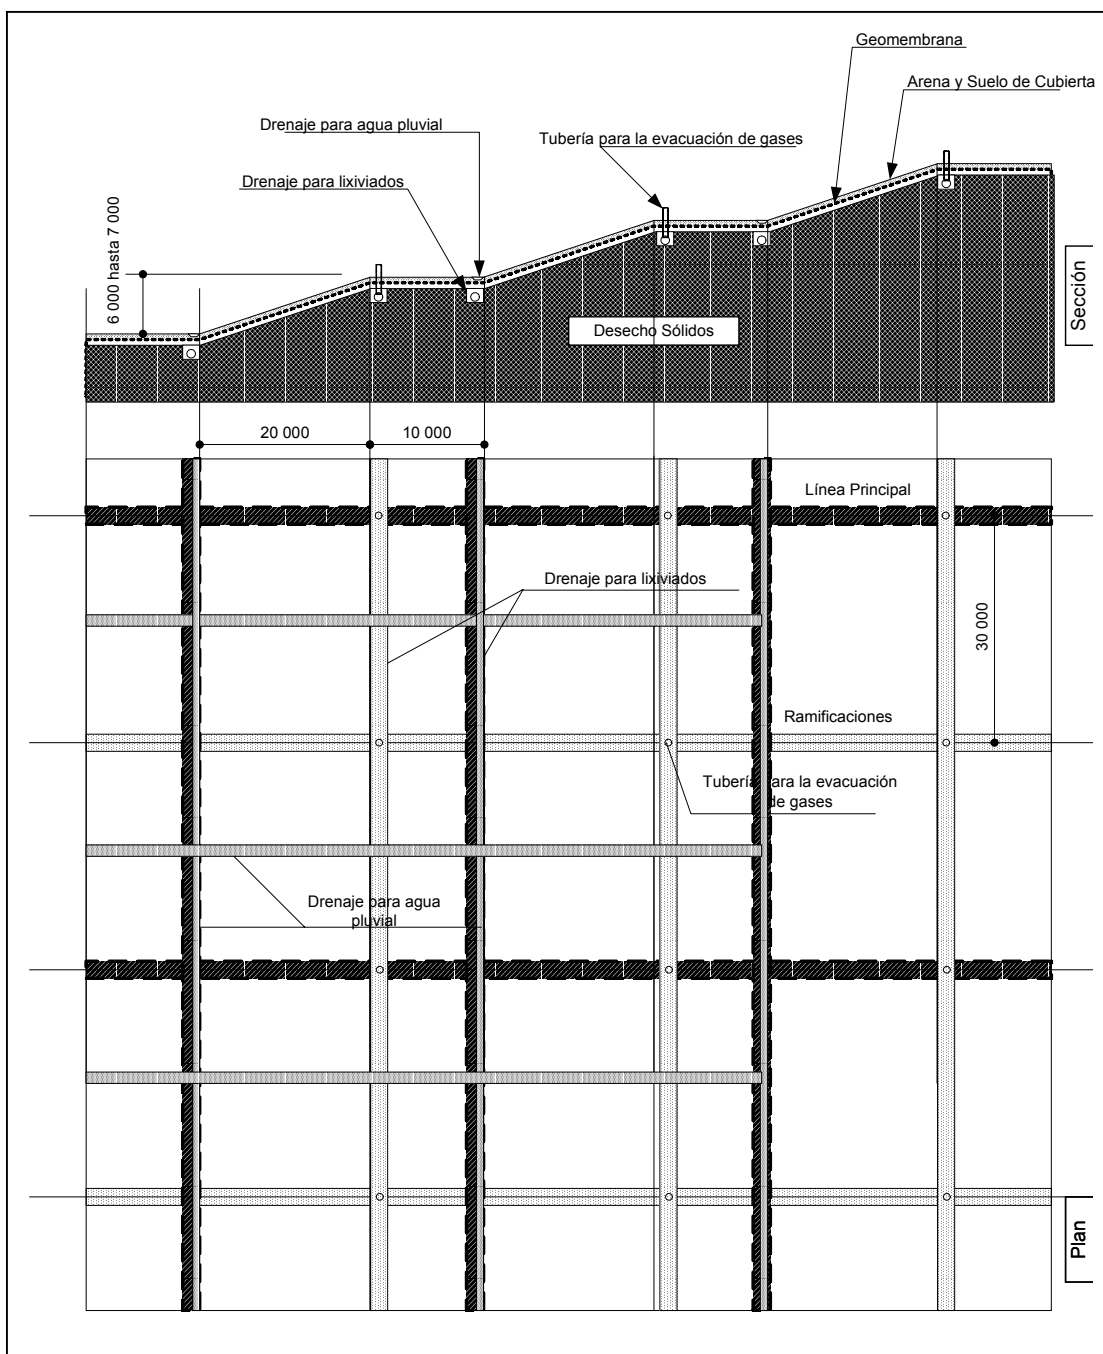 Geomembrana
Arena y Suelo de Cubierta
Drenaje para agua pluvial
Tubería para la evacuación de gases
Drenaje para lixiviados
6 000 hasta 7 000
Sección
Desecho Sólidos
20 000
10 000
Línea Principal
Drenaje para lixiviados
30 000
Ramificaciones
Tubería para la evacuación
de gases
Drenaje para agua
pluvial
Plan